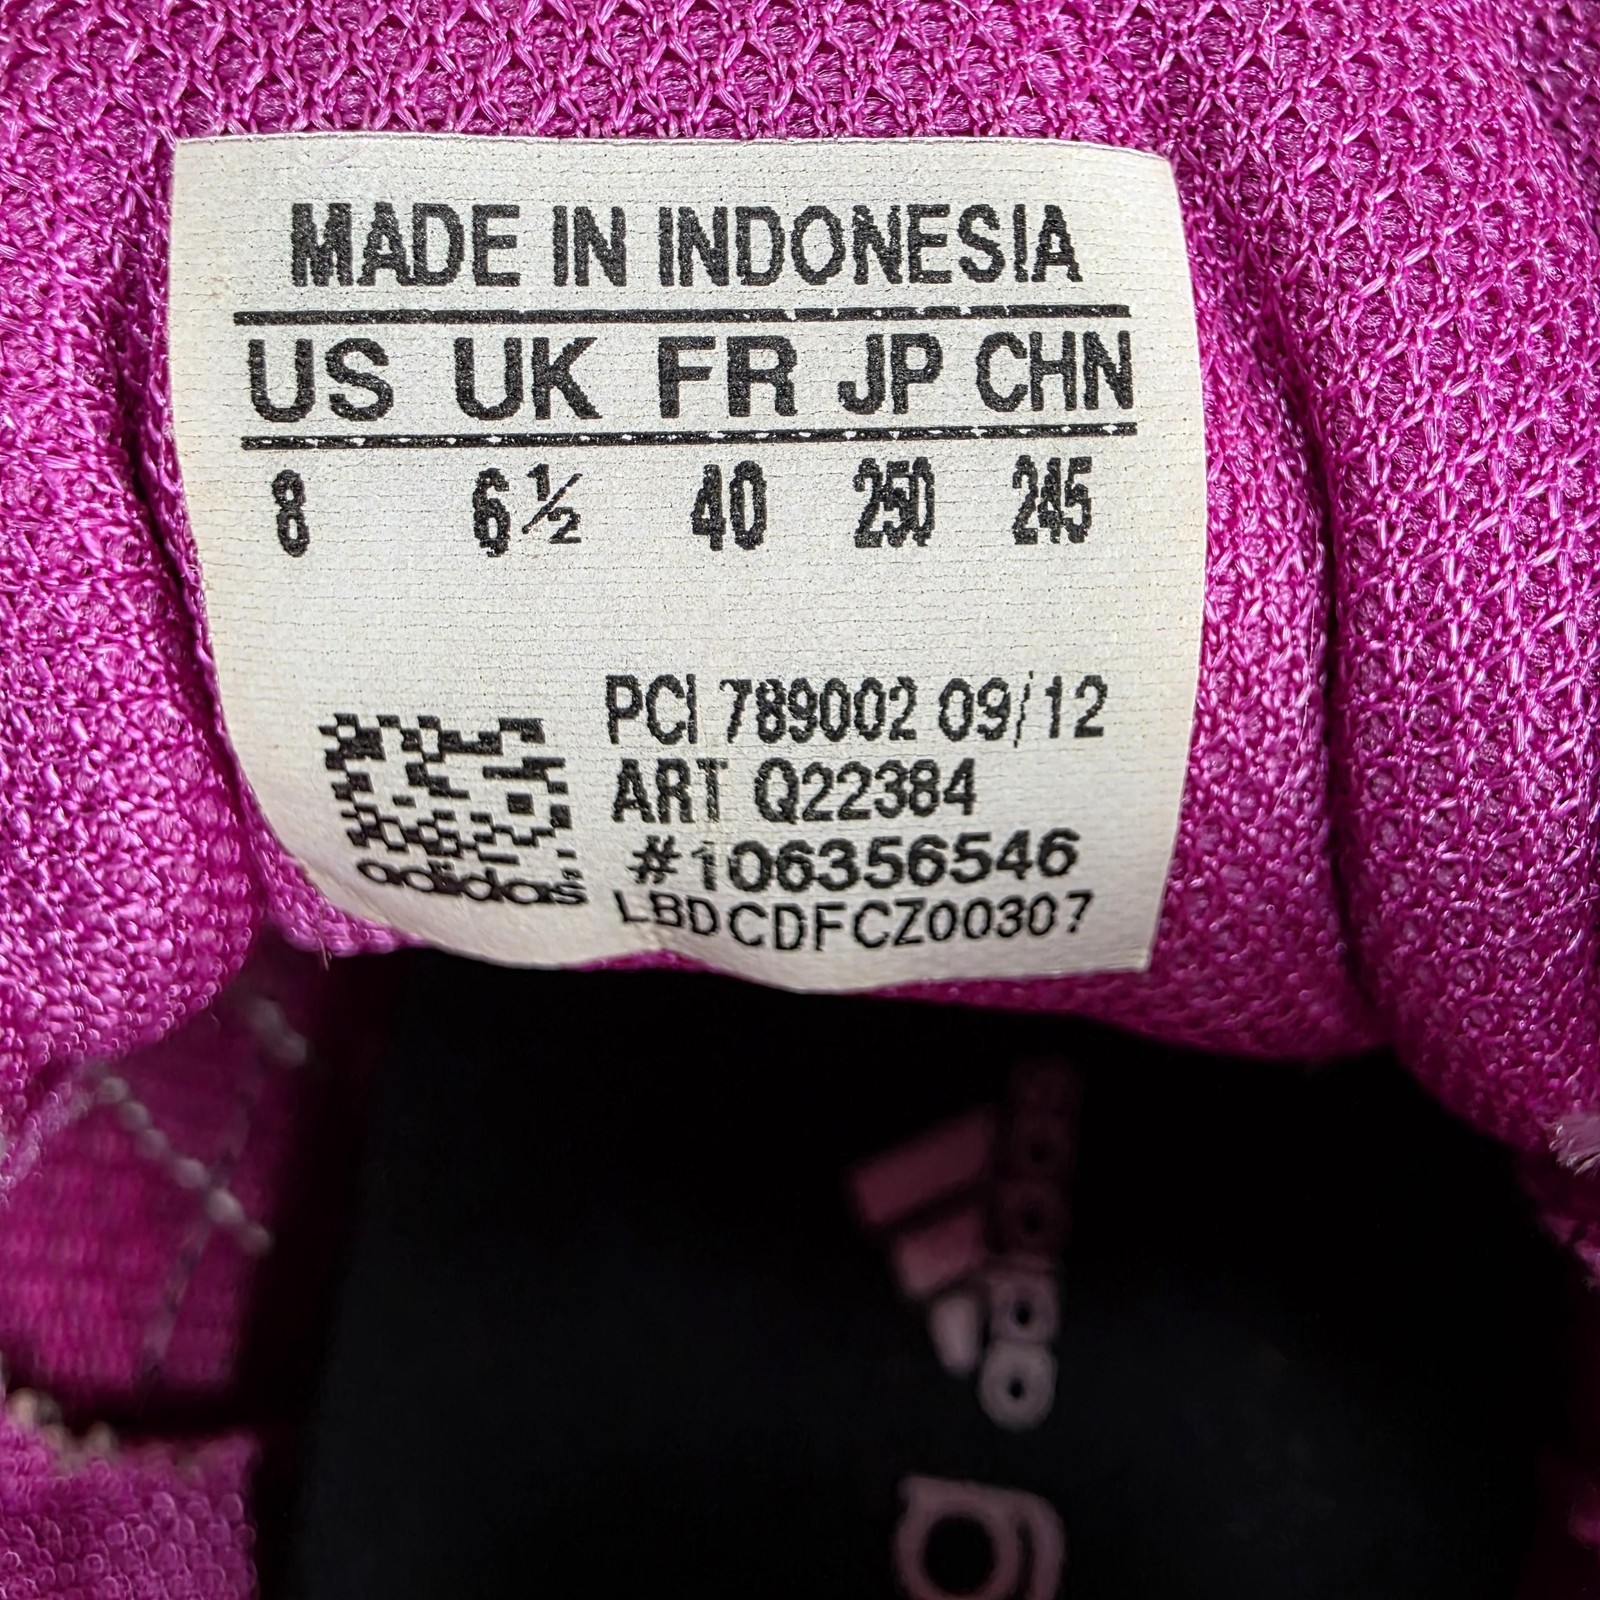 MADE IN INDONESIA
US UK FR JP CHN
8 6½ 40 250 245
PCI 789002 09/12
ART Q22384
#106356546
adidas LBDCDFCZ00307